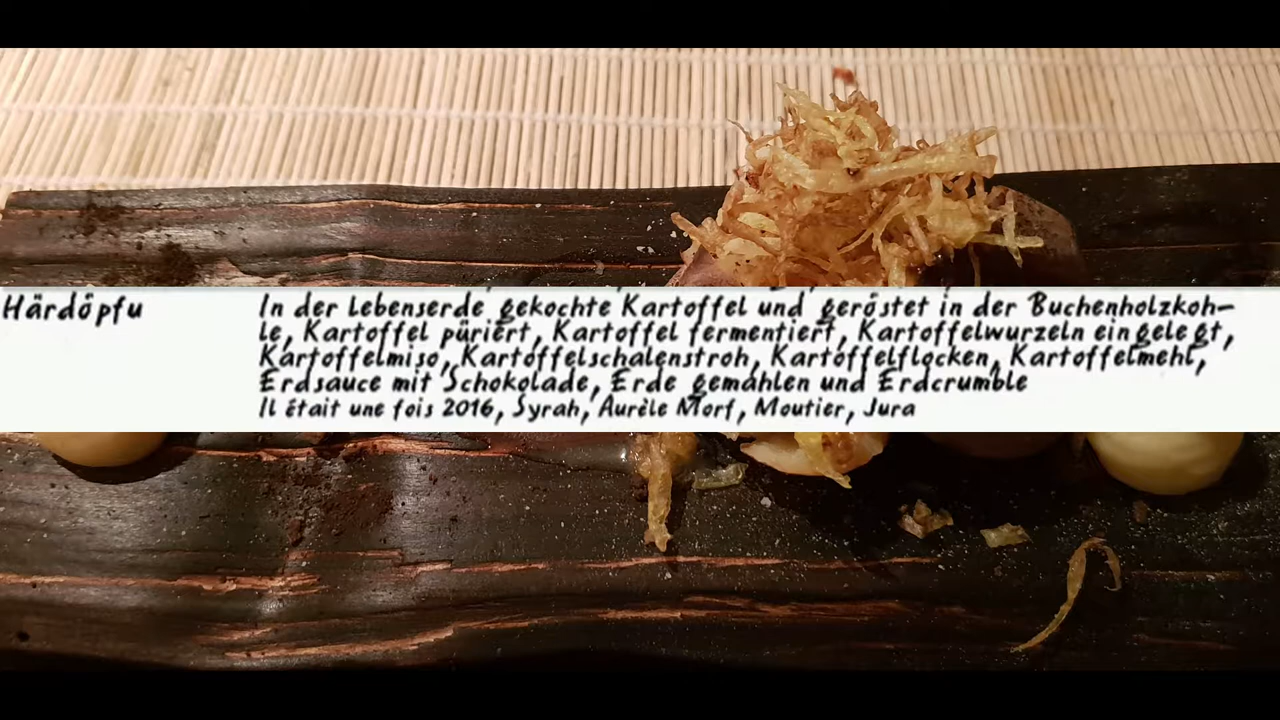 Härdöpfu In der Lebenserde gekochte Kartoffel und geröstet in der Buchenholzkoh-
le, Kartoffel püriert, Kartoffel fermentiert, Kartoffelwurzeln eingelegt,
Kartoffelmiso, Kartoffelschalenstroh, Kartoffelflocken, Kartoffelmehl,
Erdsauce mit Schokolade, Erde gemahlen und Erdcrumble
Il était une fois 2016, Syrah, Aurèle Morf, Moutier, Jura